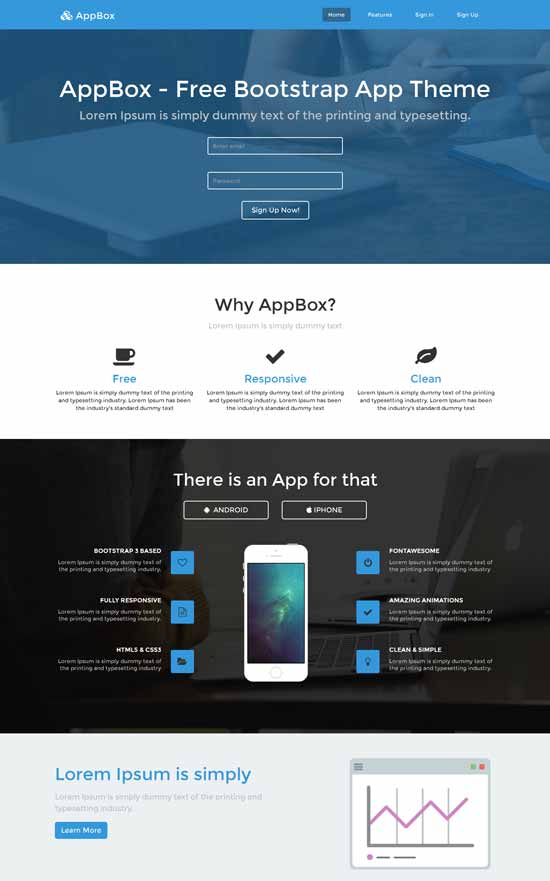 AppBox
Home Features Sign In Sign Up
AppBox - Free Bootstrap App Theme
Lorem Ipsum is simply dummy text of the printing and typesetting.
Enter email
Password
Sign Up Now!
Why AppBox?
Lorem Ipsum is simply dummy text
Free
Lorem Ipsum is simply dummy text of the printing
and typesetting industry. Lorem Ipsum has been
the industry's standard dummy text
Responsive
Lorem Ipsum is simply dummy text of the printing
and typesetting industry. Lorem Ipsum has been
the industry's standard dummy text
Clean
Lorem Ipsum is simply dummy text of the printing
and typesetting industry. Lorem Ipsum has been
the industry's standard dummy text
There is an App for that
ANDROID
IPHONE
BOOTSTRAP 3 BASED
Lorem Ipsum is simply dummy text of
the printing and typesetting industry.
FULLY RESPONSIVE
Lorem Ipsum is simply dummy text of
the printing and typesetting industry.
HTML5 & CSS3
Lorem Ipsum is simply dummy text of
the printing and typesetting industry.
FONTAWESOME
Lorem Ipsum is simply dummy text of
the printing and typesetting industry.
AMAZING ANIMATIONS
Lorem Ipsum is simply dummy text of
the printing and typesetting industry.
CLEAN & SIMPLE
Lorem Ipsum is simply dummy text of
the printing and typesetting industry.
Lorem Ipsum is simply
Lorem Ipsum is simply dummy text of the printing and
typesetting industry.
Learn More